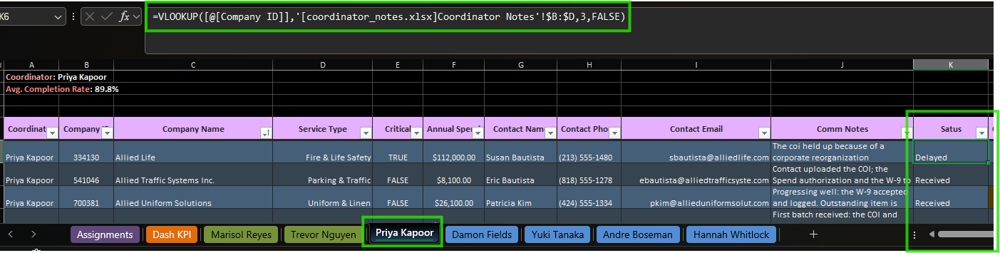 K6
fx
=VLOOKUP([@[Company ID]],'[coordinator_notes.xlsx]Coordinator Notes'!$B:$D,3,FALSE)
A B C D E F G H I J K
Coordinator: Priya Kapoor
Avg. Completion Rate: 89.8%
Coordinat Company Company Name Service Type Critical Annual Spen Contact Nam Contact Pho Contact Email Comm Notes Satus
The coi held up because of a
Priya Kapoor 334130 Allied Life Fire & Life Safety TRUE $112,000.00 Susan Bautista (213) 555-1480 sbautista@alliedlife.com corporate reorganization Delayed
Contact uploaded the COI; the
Priya Kapoor 541046 Allied Traffic Systems Inc. Parking & Traffic FALSE $8,100.00 Eric Bautista (818) 555-1278 ebautista@alliedtrafficsyste.com Spend authorization and the W-9 to Received
Progressing well: the W-9 accepted
Priya Kapoor 700381 Allied Uniform Solutions Uniform & Linen FALSE $26,100.00 Patricia Kim (424) 555-1334 pkim@allieduniformsolut.com and logged. Outstanding item is Received
First batch received: the COI and
Assignments Dash KPI Marisol Reyes Trevor Nguyen Priya Kapoor Damon Fields Yuki Tanaka Andre Boseman Hannah Whitlock